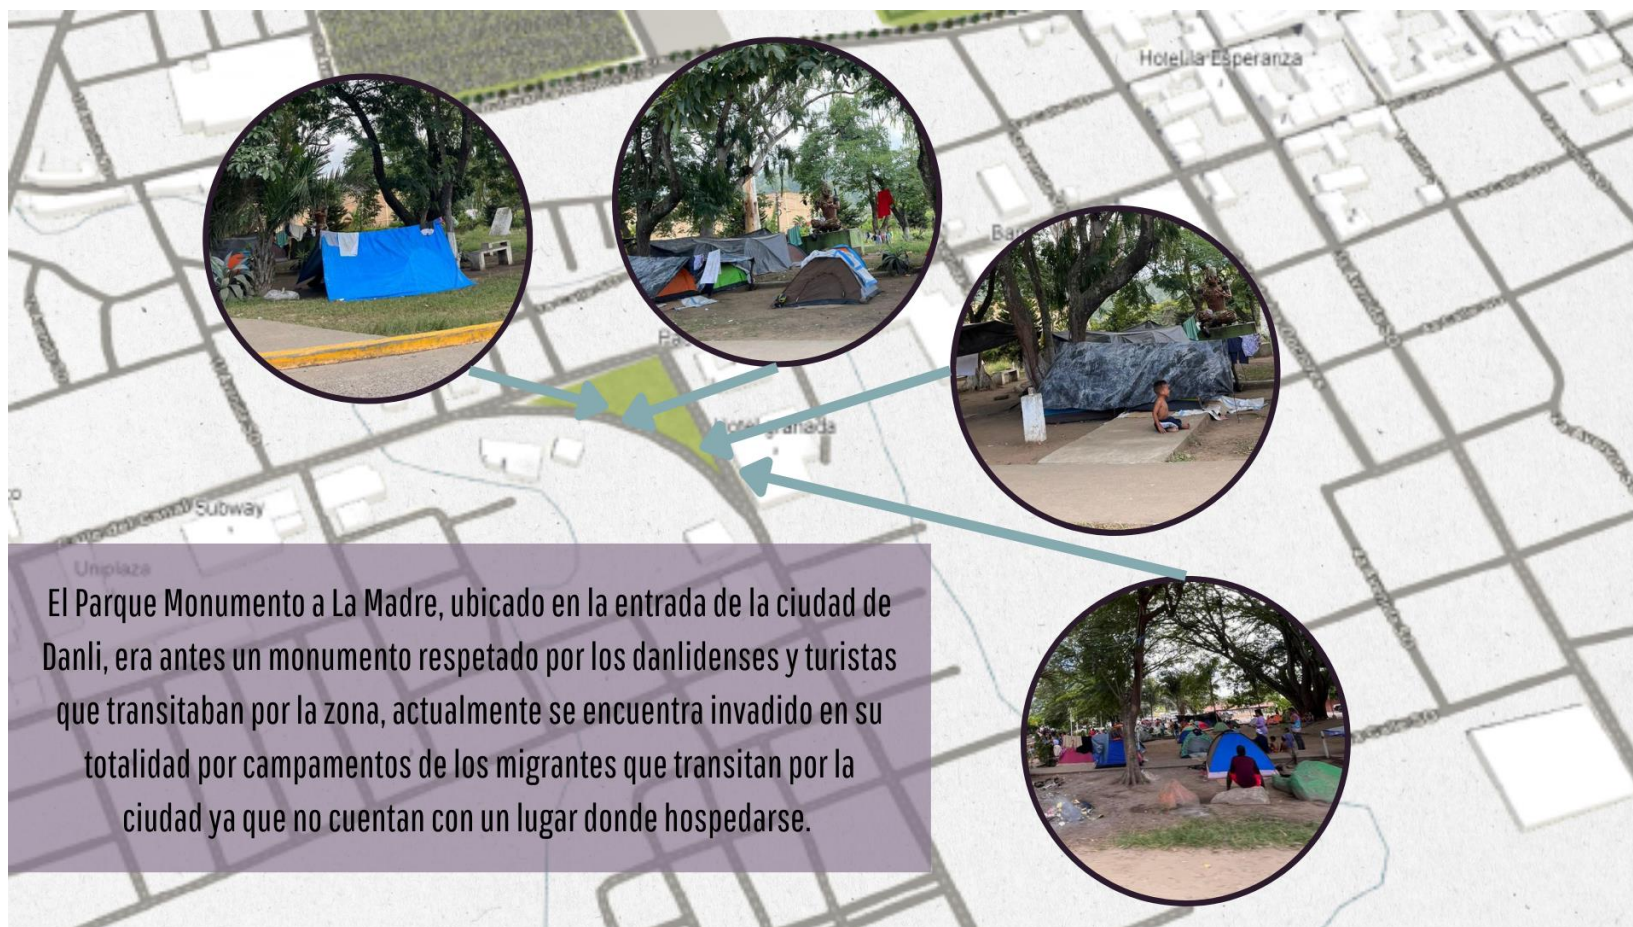 Hotel la Esperanza
Hotel granada
Subway
Calle del Canal
Uniplaza
El Parque Monumento a La Madre, ubicado en la entrada de la ciudad de
Danli, era antes un monumento respetado por los danlidenses y turistas
que transitaban por la zona, actualmente se encuentra invadido en su
totalidad por campamentos de los migrantes que transitan por la
ciudad ya que no cuentan con un lugar donde hospedarse.